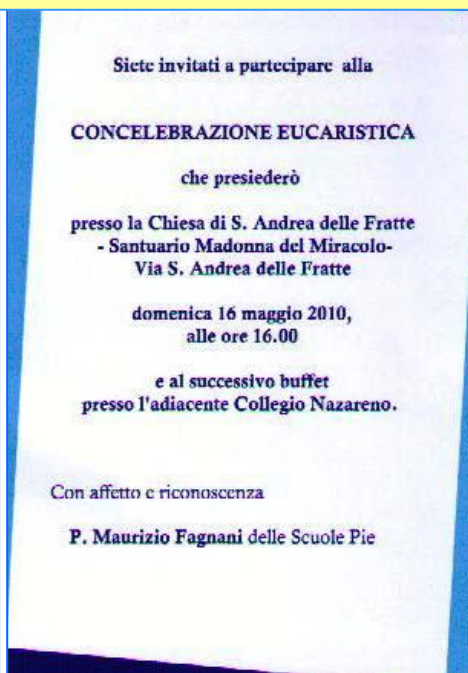 Siete invitati a partecipare alla
CONCELEBRAZIONE EUCARISTICA
che presiederò
presso la Chiesa di S. Andrea delle Fratte
- Santuario Madonna del Miracolo-
Via S. Andrea delle Fratte
domenica 16 maggio 2010,
alle ore 16.00
e al successivo buffet
presso l'adiacente Collegio Nazareno.
Con affetto e riconoscenza
P. Maurizio Fagnani delle Scuole Pie